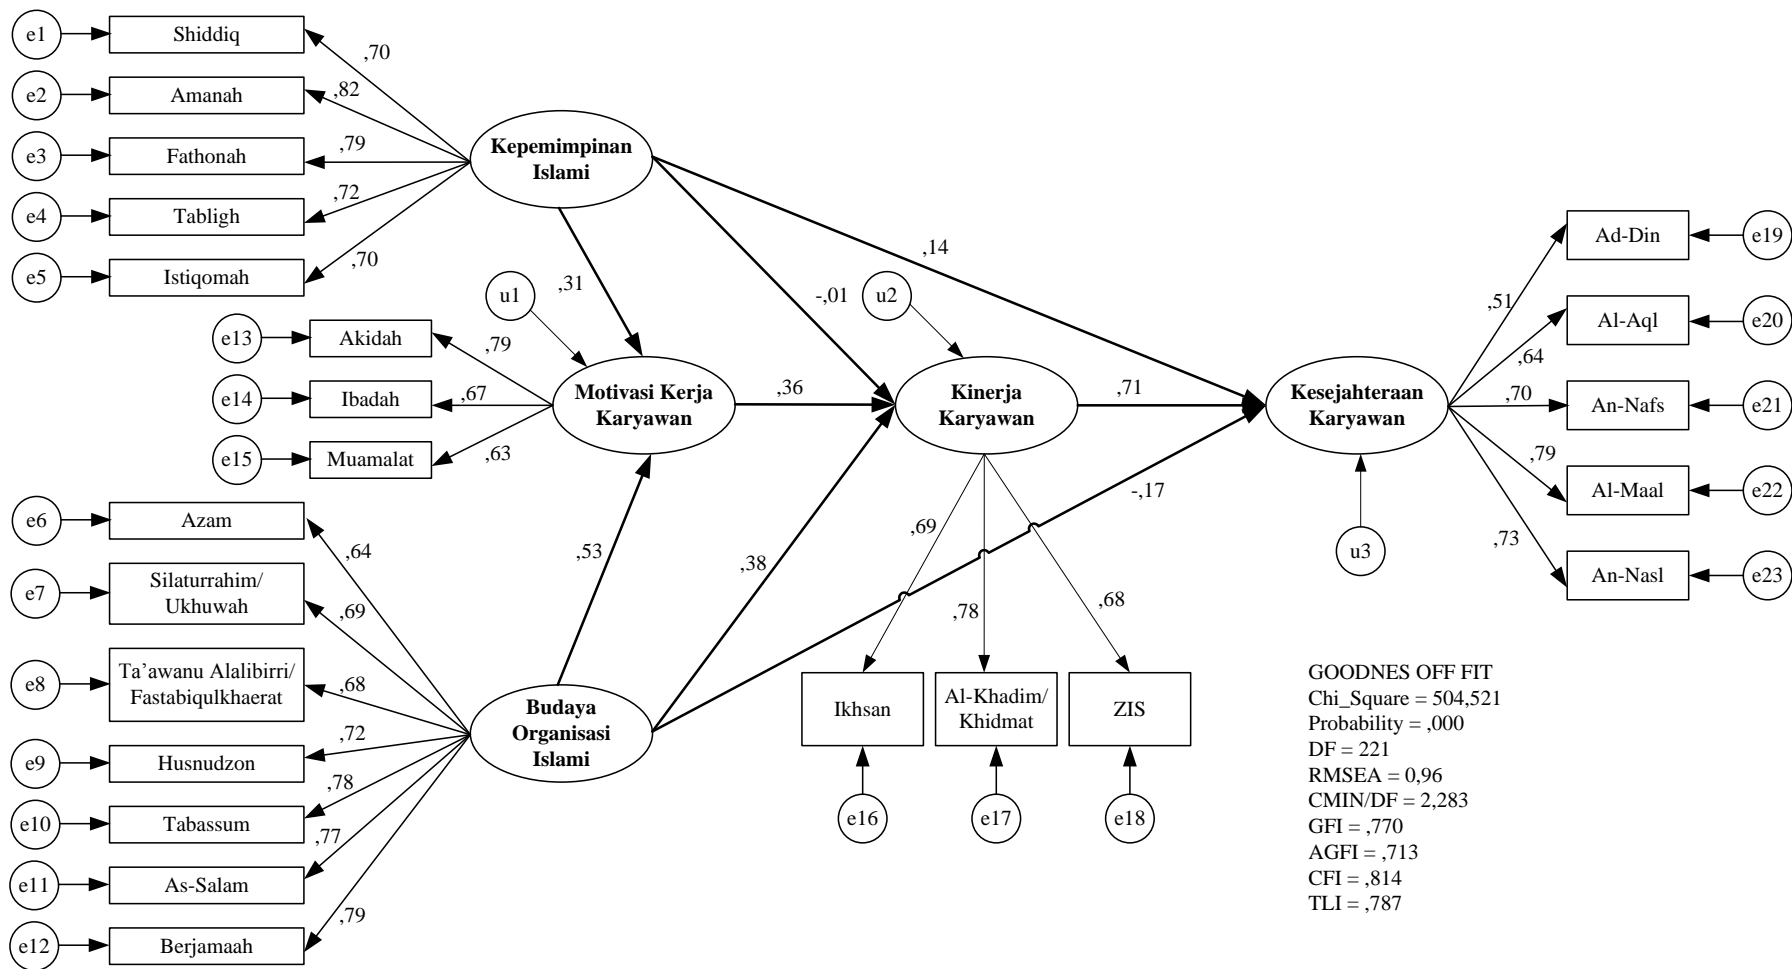 e1
Shiddiq
,70
e2
Amanah
,82
e3
Fathonah
,79
e4
Tabligh
,72
e5
Istiqomah
,70
Kepemimpinan
Islami
,31
-,01
,14
u1
u2
e13
Akidah
,79
e14
Ibadah
,67
e15
Muamalat
,63
Motivasi Kerja
Karyawan
,36
Kinerja
Karyawan
,71
Kesejahteraan
Karyawan
u3
,51
Ad-Din
e19
,64
Al-Aql
e20
,70
An-Nafs
e21
,79
Al-Maal
e22
,73
An-Nasl
e23
e6
Azam
,64
e7
Silaturrahim/
Ukhuwah
,69
e8
Ta’awanu Alalibirri/
Fastabiqulkhaerat
,68
e9
Husnudzon
,72
e10
Tabassum
,78
e11
As-Salam
,77
e12
Berjamaah
,79
Budaya
Organisasi
Islami
,53
,38
-,17
,69
,78
,68
Ikhsan
Al-Khadim/
Khidmat
ZIS
e16
e17
e18
GOODNES OFF FIT
Chi_Square = 504,521
Probability = ,000
DF = 221
RMSEA = 0,96
CMIN/DF = 2,283
GFI = ,770
AGFI = ,713
CFI = ,814
TLI = ,787